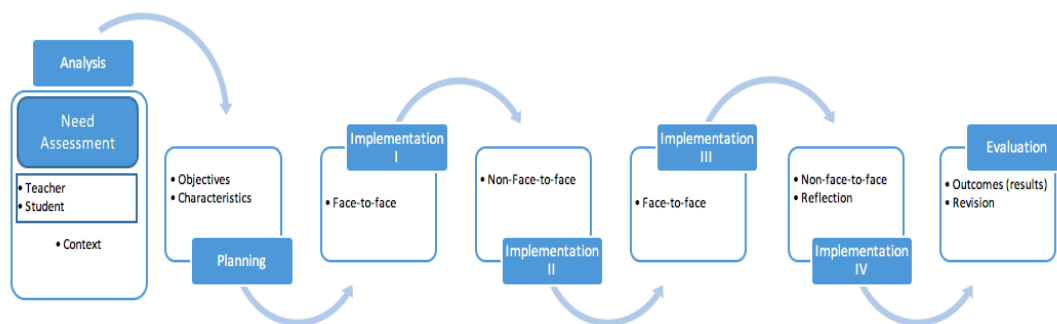 Analysis
Need
Assessment
• Teacher
• Student
• Context
• Objectives
• Characteristics
Planning
Implementation
I
• Face-to-face
• Non-Face-to-face
Implementation
II
Implementation
III
• Face-to-face
• Non-face-to-face
• Reflection
Implementation
IV
Evaluation
• Outcomes (results)
• Revision